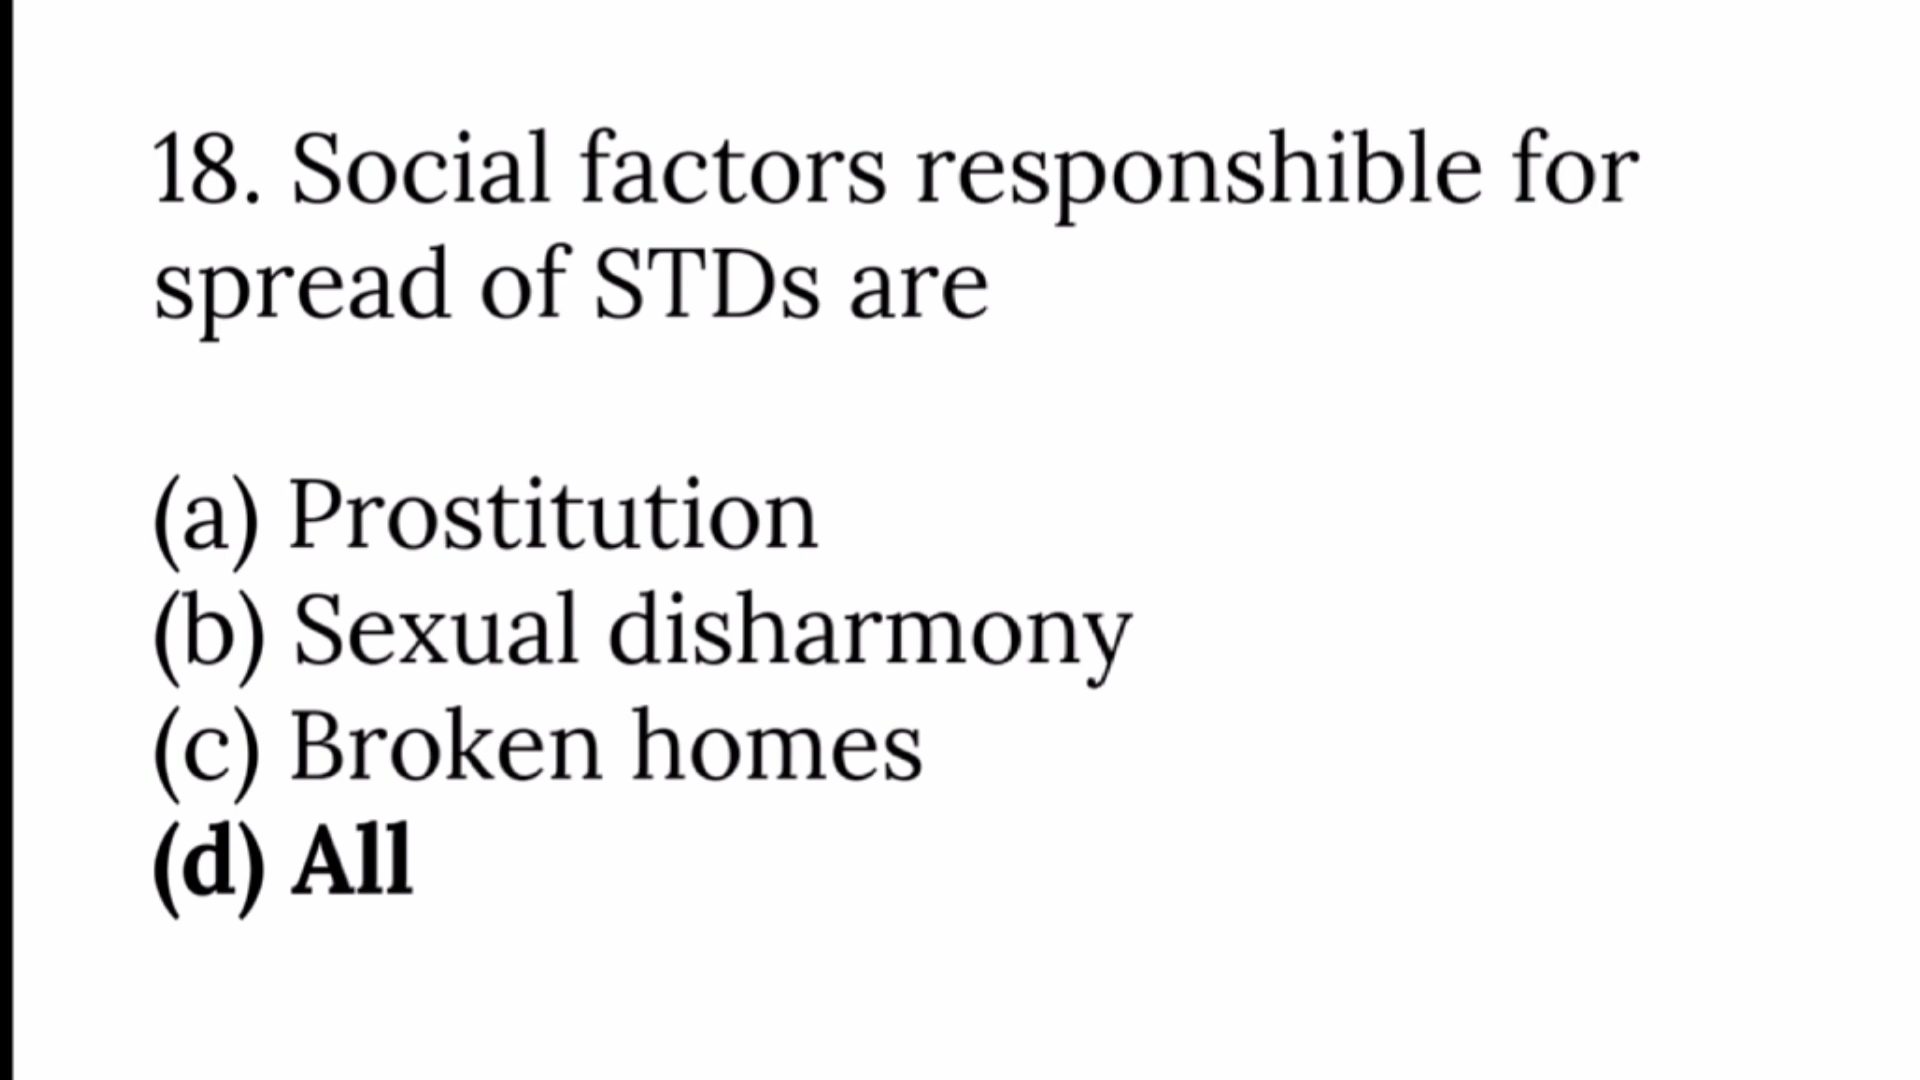 18. Social factors responshible for
spread of STDs are
(a) Prostitution
(b) Sexual disharmony
(c) Broken homes
(d) All